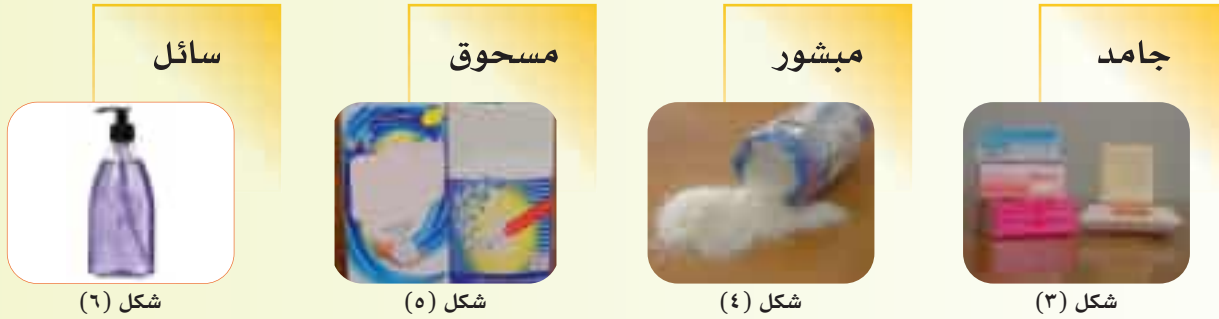 جامد
مبشور
مسحوق
سائل
شكل (٣)
شكل (٤)
شكل (٥)
شكل (٦)